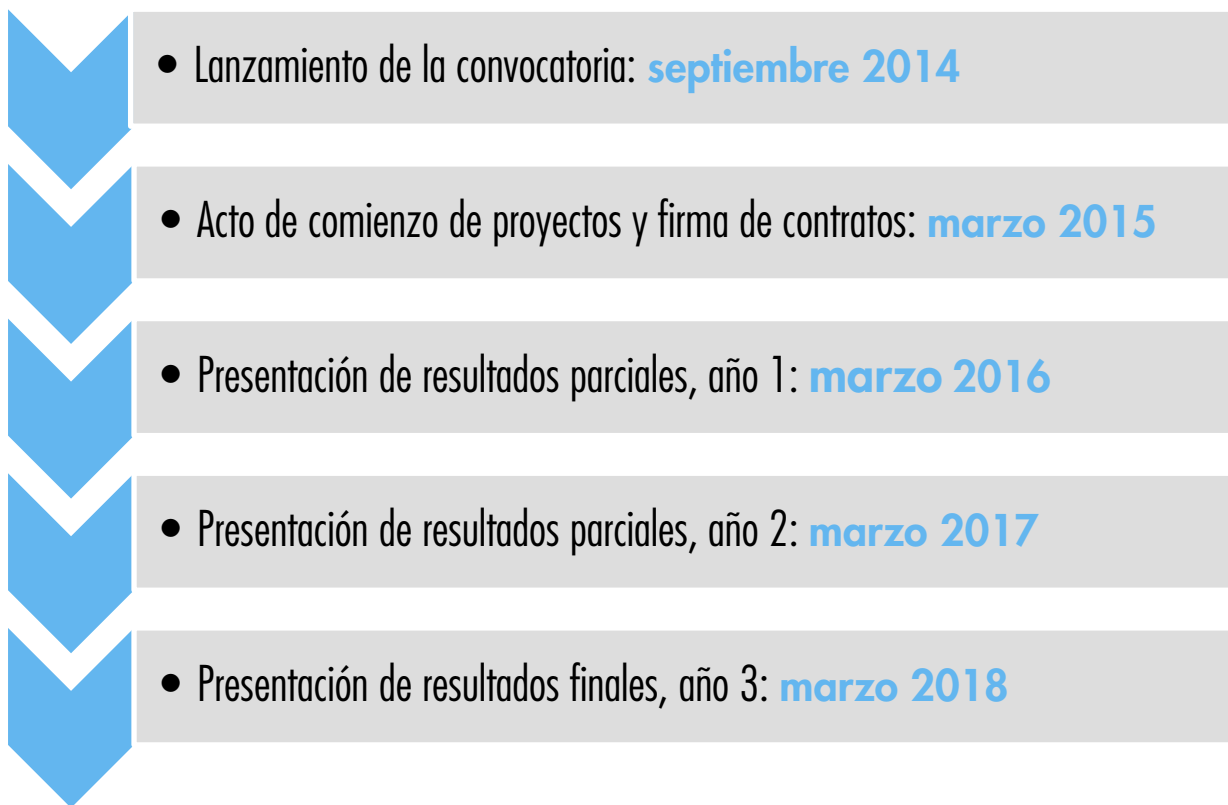 • Lanzamiento de la convocatoria: septiembre 2014
• Acto de comienzo de proyectos y firma de contratos: marzo 2015
• Presentación de resultados parciales, año 1: marzo 2016
• Presentación de resultados parciales, año 2: marzo 2017
• Presentación de resultados finales, año 3: marzo 2018